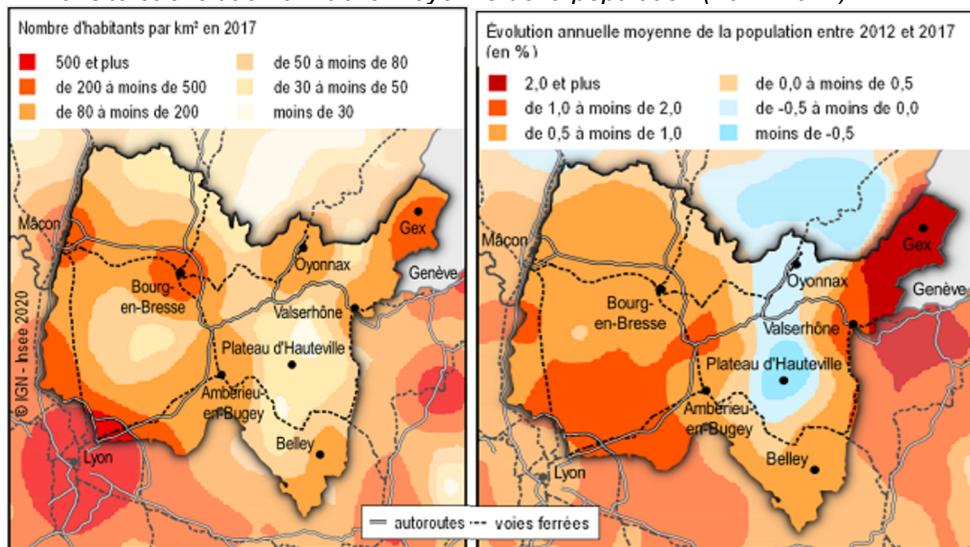 Nombre d'habitants par km² en 2017
500 et plus
de 200 à moins de 500
de 80 à moins de 200
de 50 à moins de 80
de 30 à moins de 50
moins de 30
Mâcon
Gex
Oyonnax
Genève
Bourg-
en-Bresse
Valserhône
Plateau d'Hauteville
Ambérieu-
en-Bugey
Belley
Lyon
© IGN - Insee 2020
Évolution annuelle moyenne de la population entre 2012 et 2017
(en %)
2,0 et plus
de 1,0 à moins de 2,0
de 0,5 à moins de 1,0
de 0,0 à moins de 0,5
de -0,5 à moins de 0,0
moins de -0,5
Mâcon
Gex
Oyonnax
Genève
Bourg-
en-Bresse
Valserhône
Plateau d'Hauteville
Ambérieu-
en-Bugey
Belley
Lyon
autoroutes voies ferrées